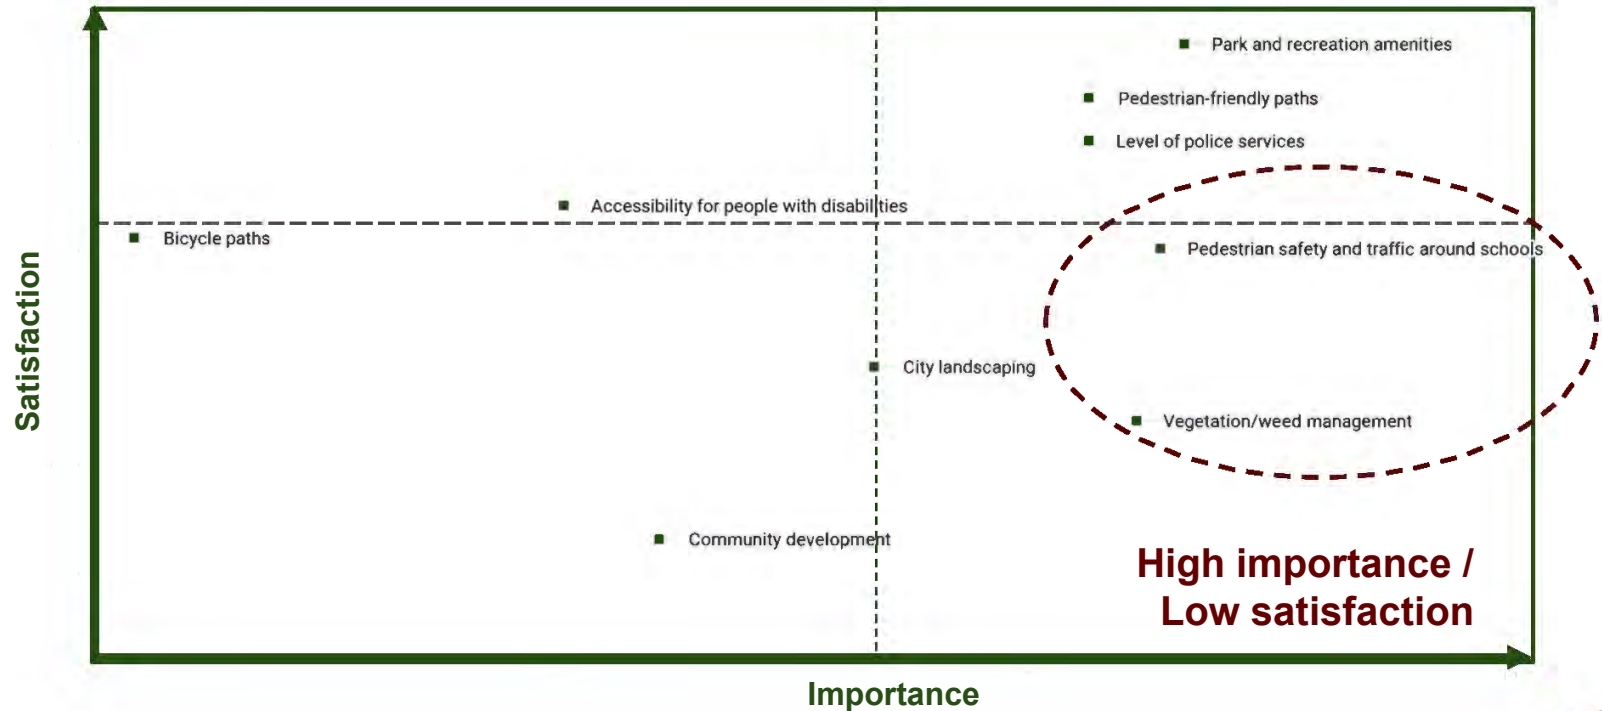 Park and recreation amenities
Pedestrian-friendly paths
Level of police services
Accessibility for people with disabilities
Bicycle paths
Pedestrian safety and traffic around schools
Satisfaction
City landscaping
Vegetation/weed management
Community development
High importance /
Low satisfaction
Importance